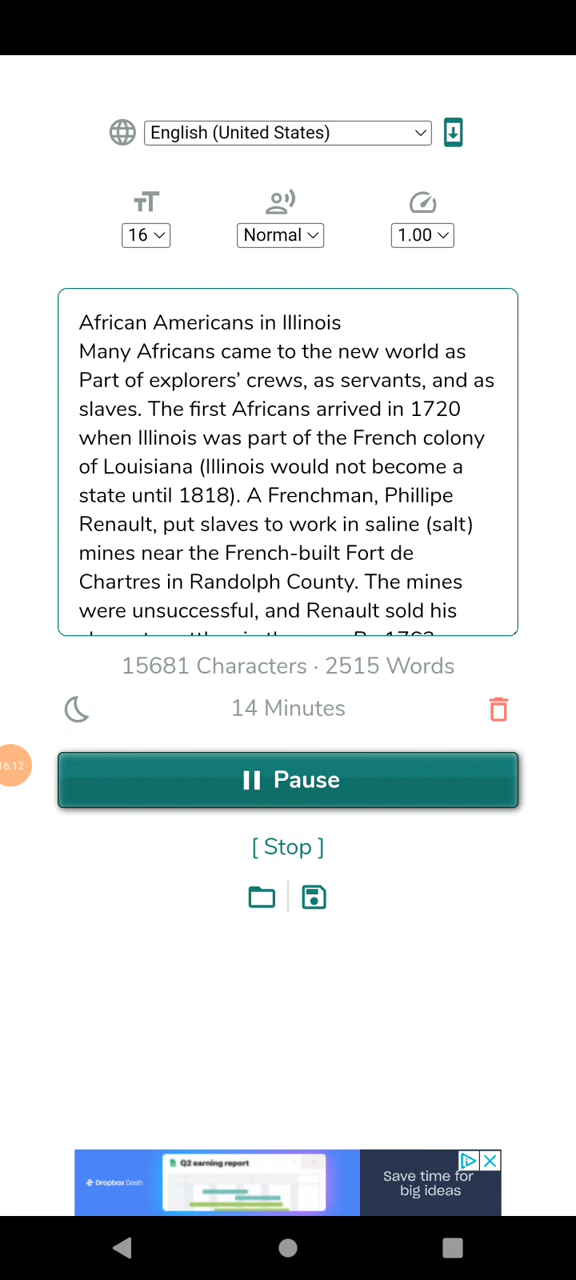 English (United States)
16
Normal
1.00
African Americans in Illinois
Many Africans came to the new world as
Part of explorers’ crews, as servants, and as
slaves. The first Africans arrived in 1720
when Illinois was part of the French colony
of Louisiana (Illinois would not become a
state until 1818). A Frenchman, Phillipe
Renault, put slaves to work in saline (salt)
mines near the French-built Fort de
Chartres in Randolph County. The mines
were unsuccessful, and Renault sold his
15681 Characters · 2515 Words
14 Minutes
16:12
Pause
[ Stop ]
Q2 earning report
Dropbox Dash
Save time for
big ideas